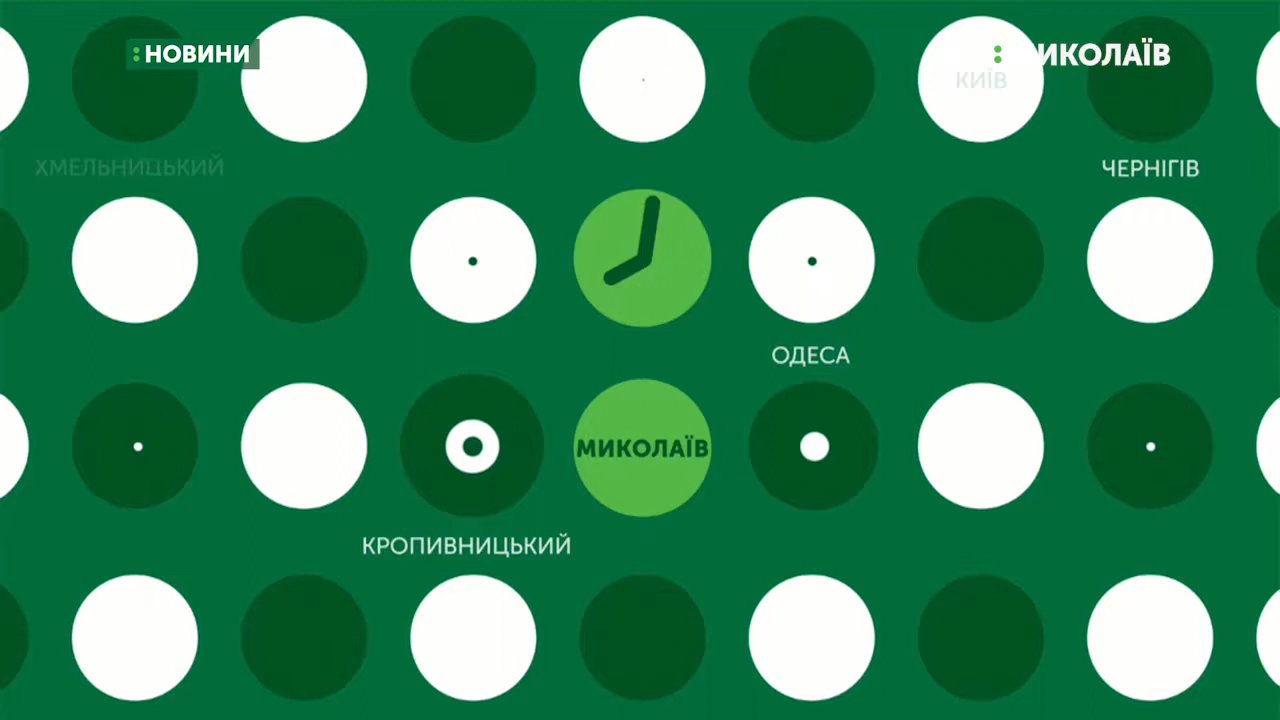 :НОВИНИ
: МИКОЛАЇВ
КИЇВ
ХМЕЛЬНИЦЬКИЙ
ЧЕРНІГІВ
ОДЕСА
МИКОЛАЇВ
КРОПИВНИЦЬКИЙ